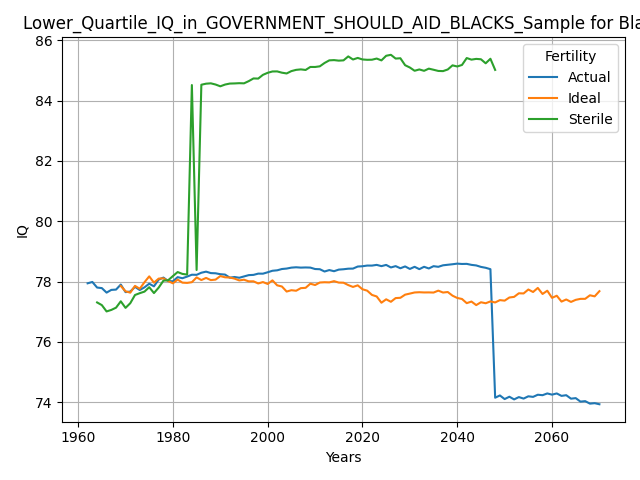 Lower_Quartile_IQ_in_GOVERNMENT_SHOULD_AID_BLACKS_Sample for Bla
86
84
82
80
78
76
74
IQ
Fertility
Actual
Ideal
Sterile
1960
1980
2000
2020
2040
2060
Years